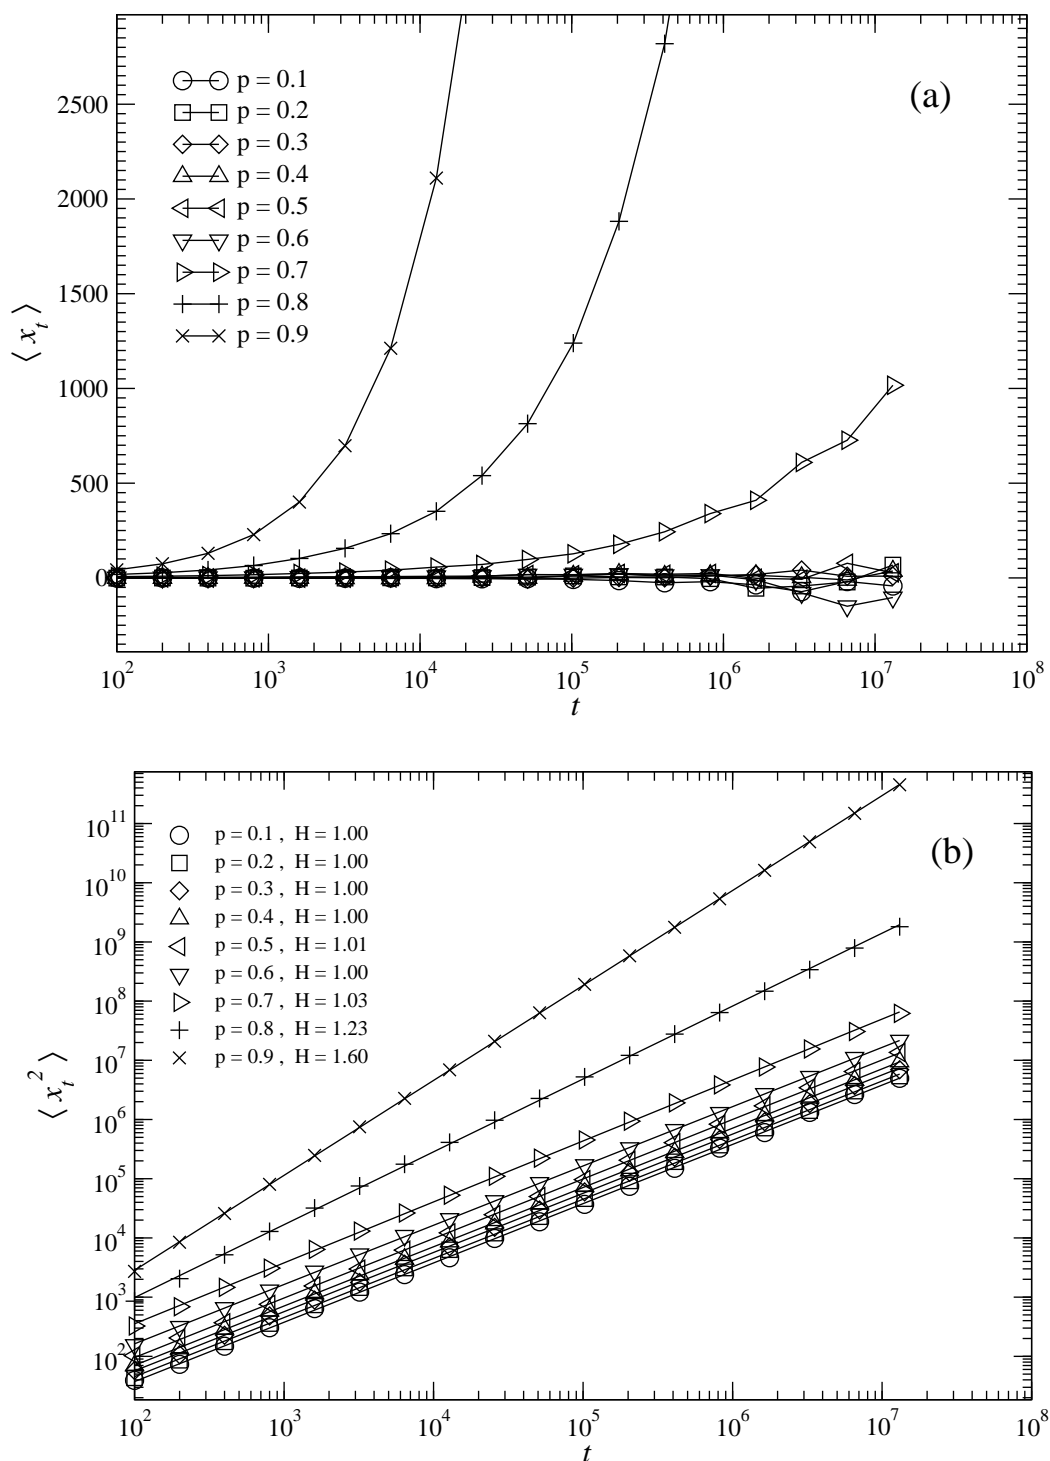 (a)
p = 0.1
p = 0.2
p = 0.3
p = 0.4
p = 0.5
p = 0.6
p = 0.7
p = 0.8
p = 0.9
2500
2000
1500
1000
500
0
⟨ x_t ⟩
10^2 10^3 10^4 10^5 10^6 10^7 10^8
t
(b)
p = 0.1 , H = 1.00
p = 0.2 , H = 1.00
p = 0.3 , H = 1.00
p = 0.4 , H = 1.00
p = 0.5 , H = 1.01
p = 0.6 , H = 1.00
p = 0.7 , H = 1.03
p = 0.8 , H = 1.23
p = 0.9 , H = 1.60
10^11
10^10
10^9
10^8
10^7
10^6
10^5
10^4
10^3
10^2
⟨ x_t^2 ⟩
10^2 10^3 10^4 10^5 10^6 10^7 10^8
t